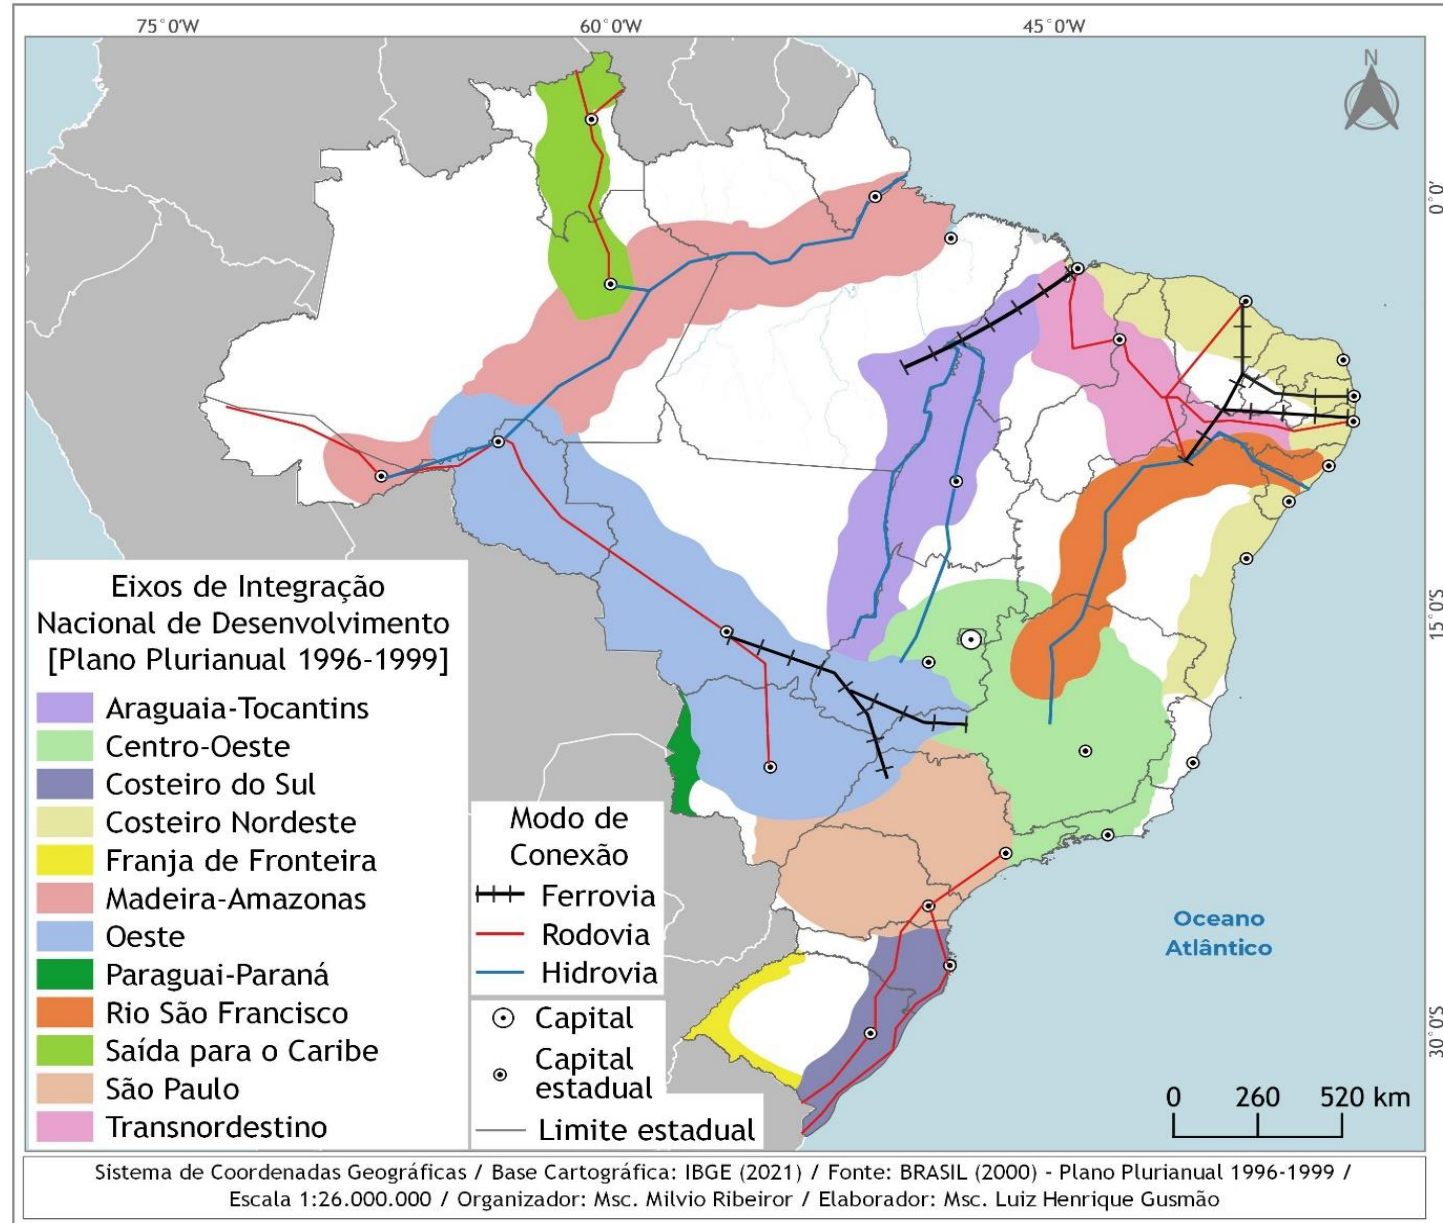 75°0'W
60°0'W
45°0'W
N
0°0'
15°0'S
30°0'S
Eixos de Integração
Nacional de Desenvolvimento
[Plano Plurianual 1996-1999]
Araguaia-Tocantins
Centro-Oeste
Costeiro do Sul
Costeiro Nordeste
Franja de Fronteira
Madeira-Amazonas
Oeste
Paraguai-Paraná
Rio São Francisco
Saída para o Caribe
São Paulo
Transnordestino
Modo de
Conexão
Ferrovia
Rodovia
Hidrovia
Capital
Capital
estadual
Limite estadual
Oceano
Atlântico
0 260 520 km
Sistema de Coordenadas Geográficas / Base Cartográfica: IBGE (2021) / Fonte: BRASIL (2000) - Plano Plurianual 1996-1999 /
Escala 1:26.000.000 / Organizador: Msc. Milvio Ribeiror / Elaborador: Msc. Luiz Henrique Gusmão